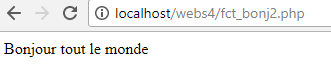 localhost/webs4/fct_bonj2.php
Bonjour tout le monde